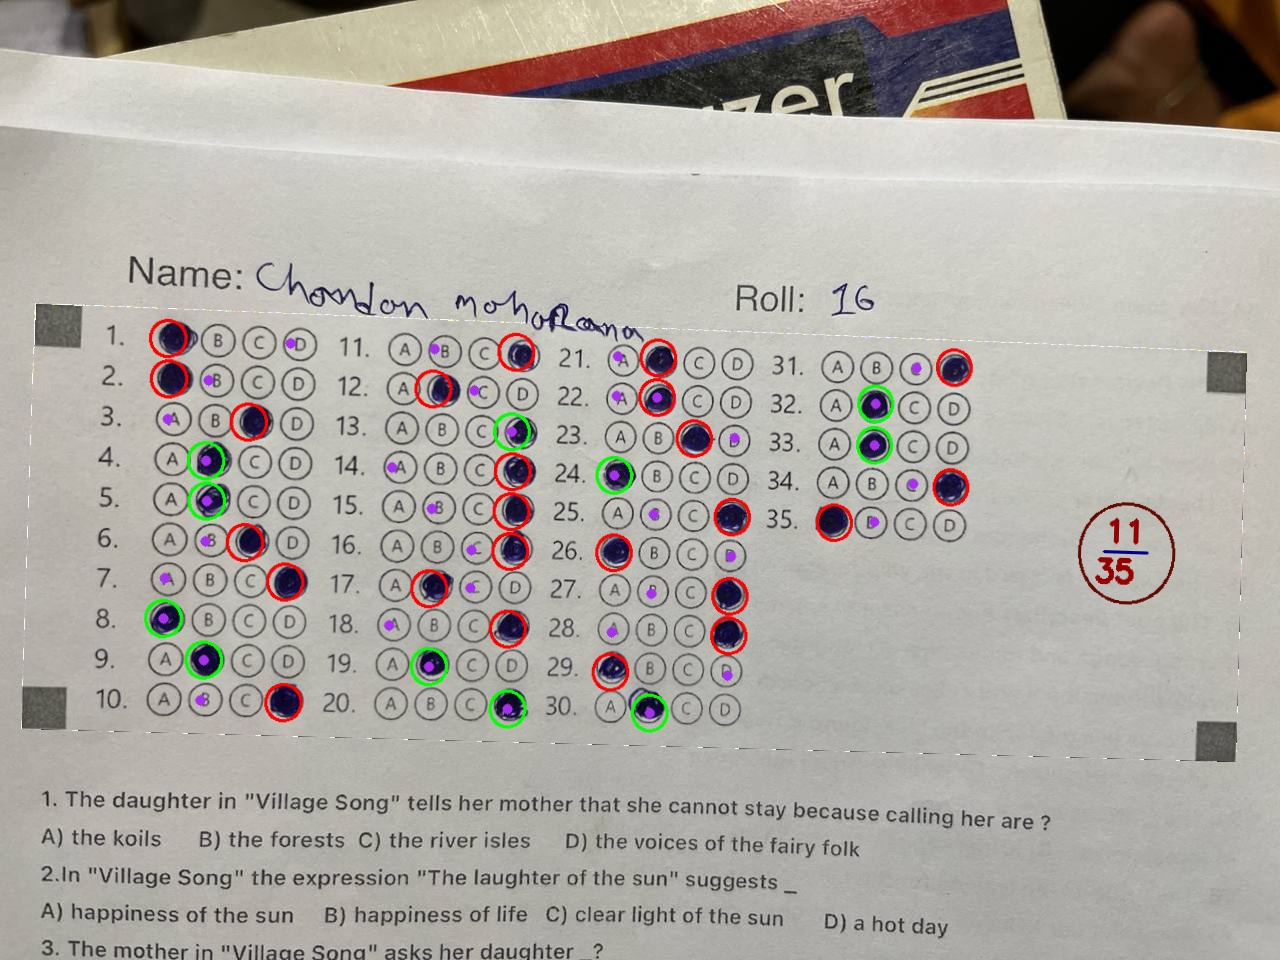 zer
Name: Chandon mohaRana Roll: 16
1. A B C D 11. A B C D 21. A B C D 31. A B C D
2. A B C D 12. A B C D 22. A B C D 32. A B C D
3. A B C D 13. A B C D 23. A B C D 33. A B C D
4. A B C D 14. A B C D 24. A B C D 34. A B C D
5. A B C D 15. A B C D 25. A B C D 35. A B C D
6. A B C D 16. A B C D 26. A B C D
7. A B C D 17. A B C D 27. A B C D
8. A B C D 18. A B C D 28. A B C D
9. A B C D 19. A B C D 29. A B C D
10. A B C D 20. A B C D 30. A B C D
11
35
1. The daughter in "Village Song" tells her mother that she cannot stay because calling her are ?
A) the koils B) the forests C) the river isles D) the voices of the fairy folk
2.In "Village Song" the expression "The laughter of the sun" suggests _
A) happiness of the sun B) happiness of life C) clear light of the sun D) a hot day
3. The mother in "Village Song" asks her daughter _?